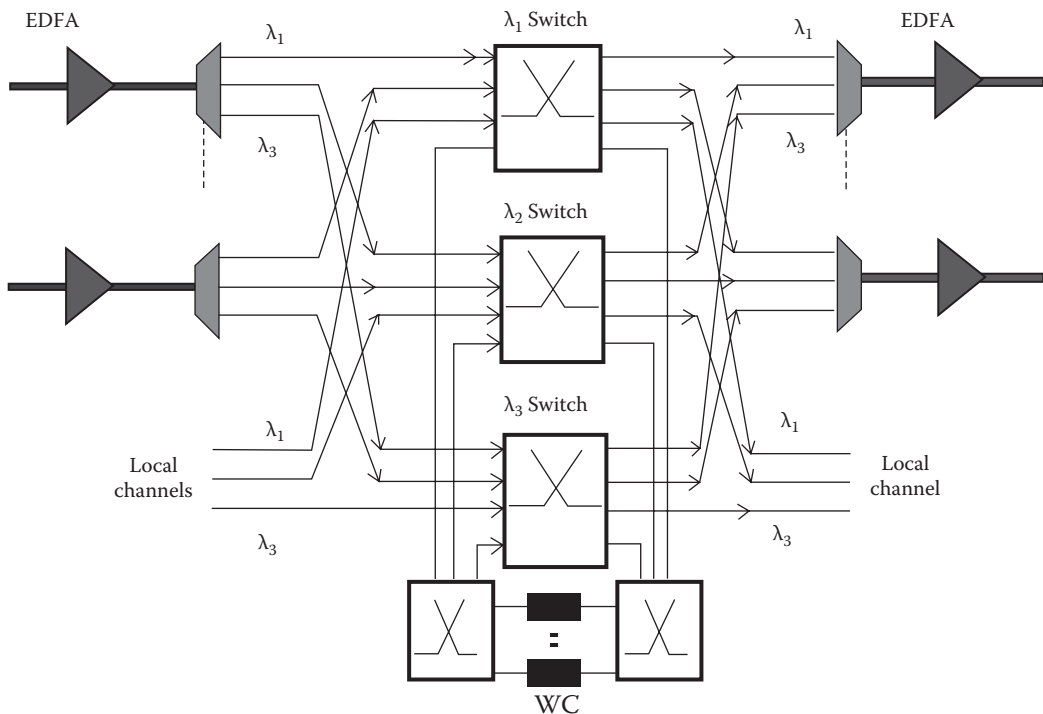 EDFA
λ1
λ3
λ1 Switch
λ1
EDFA
λ3
λ2 Switch
λ3 Switch
λ1
Local
channels
λ3
λ1
Local
channel
λ3
WC